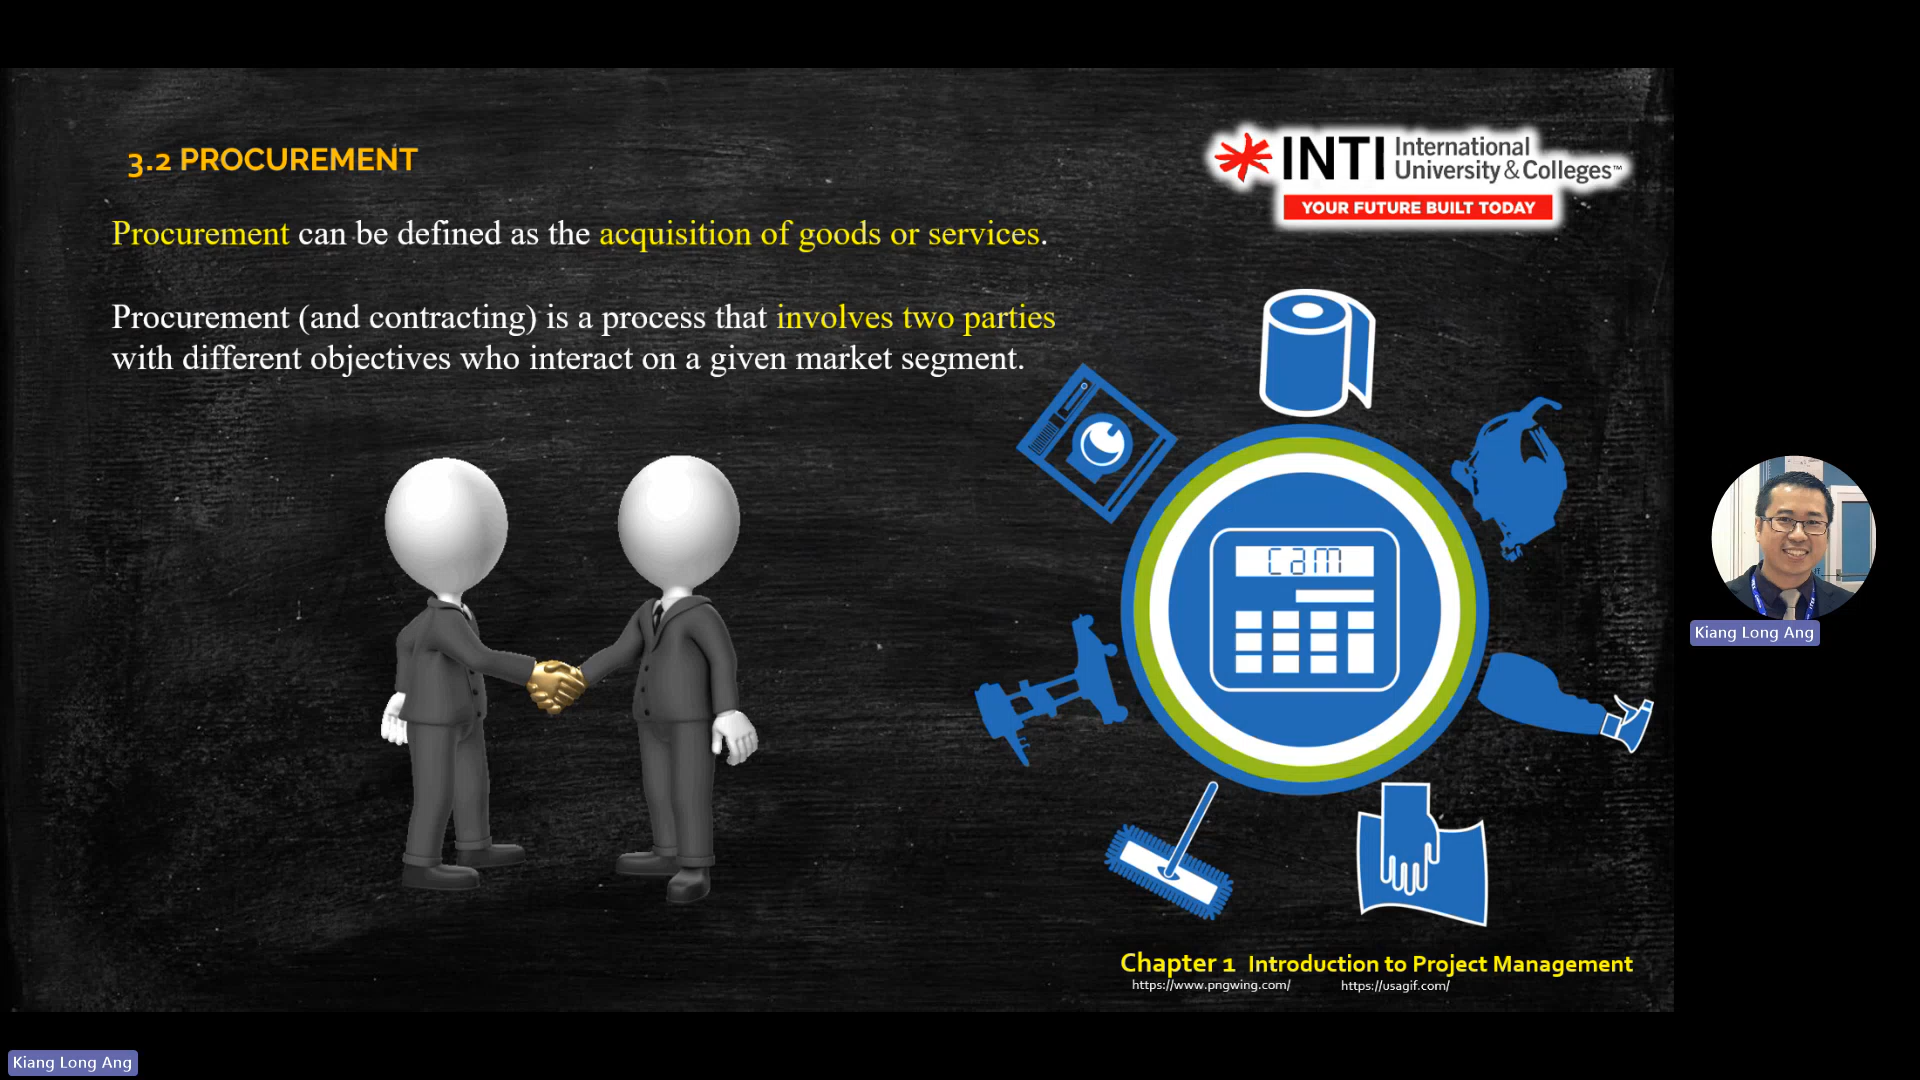 3.2 PROCUREMENT
INTI International
University & Colleges™
YOUR FUTURE BUILT TODAY
Procurement can be defined as the acquisition of goods or services.
Procurement (and contracting) is a process that involves two parties
with different objectives who interact on a given market segment.
cam
Kiang Long Ang
Chapter 1 Introduction to Project Management
https://www.pngwing.com/ https://usagif.com/
Kiang Long Ang